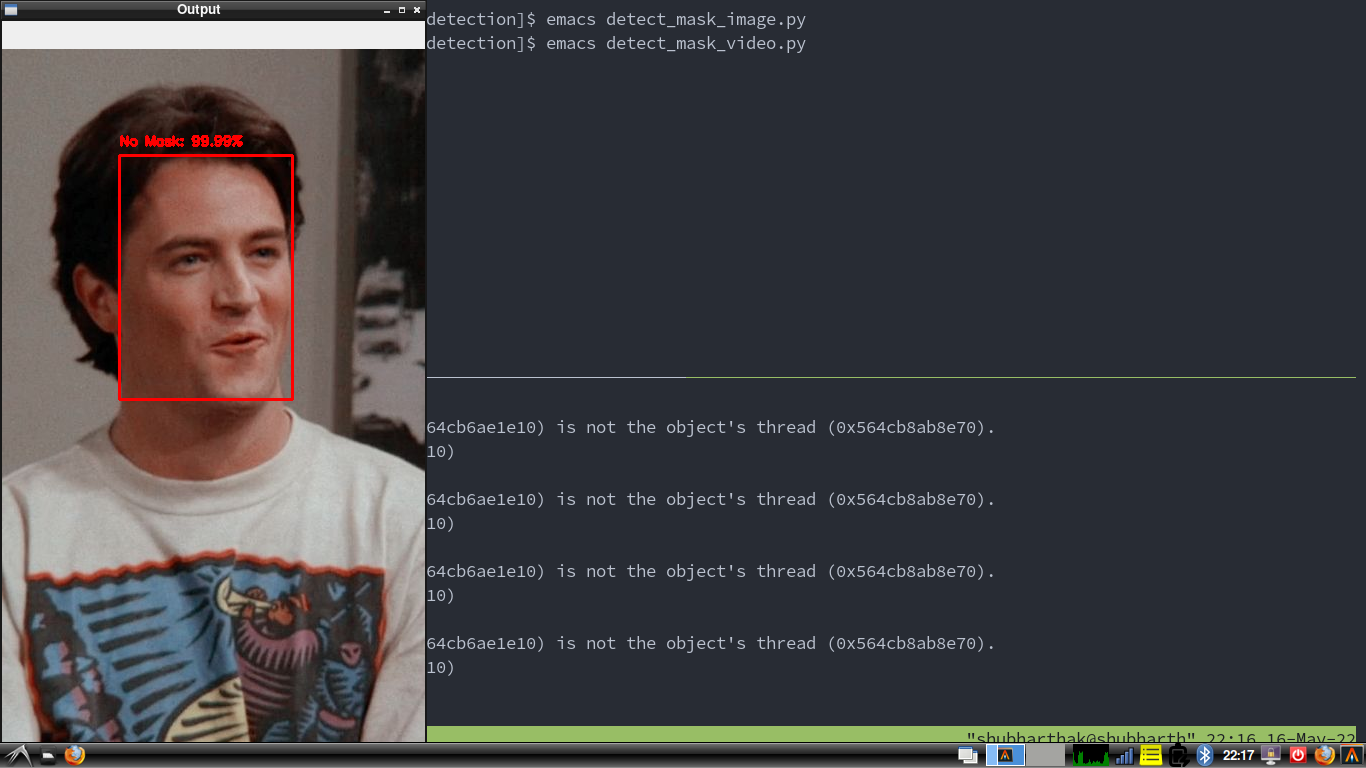 Output
detection]$ emacs detect_mask_image.py
detection]$ emacs detect_mask_video.py
No Mask: 99.99%
64cb6ae1e10) is not the object's thread (0x564cb8ab8e70).
10)
64cb6ae1e10) is not the object's thread (0x564cb8ab8e70).
10)
64cb6ae1e10) is not the object's thread (0x564cb8ab8e70).
10)
64cb6ae1e10) is not the object's thread (0x564cb8ab8e70).
10)
"shubharthak@shubharth" 22:16 16-May-22
22:17